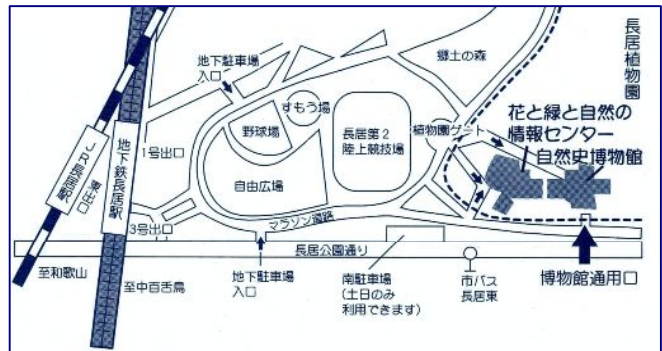 長居植物園
郷土の森
地下駐車場
入口
すもう場
野球場
長居第2
陸上競技場
植物園ゲート
花と緑と自然の
情報センター
自然史博物館
JR長居駅
東出口
地下鉄長居駅
1号出口
自由広場
マラソン道路
3号出口
長居公園通り
至和歌山
至中百舌鳥
地下駐車場
入口
南駐車場
(土日のみ
利用できます)
市バス
長居東
博物館通用口